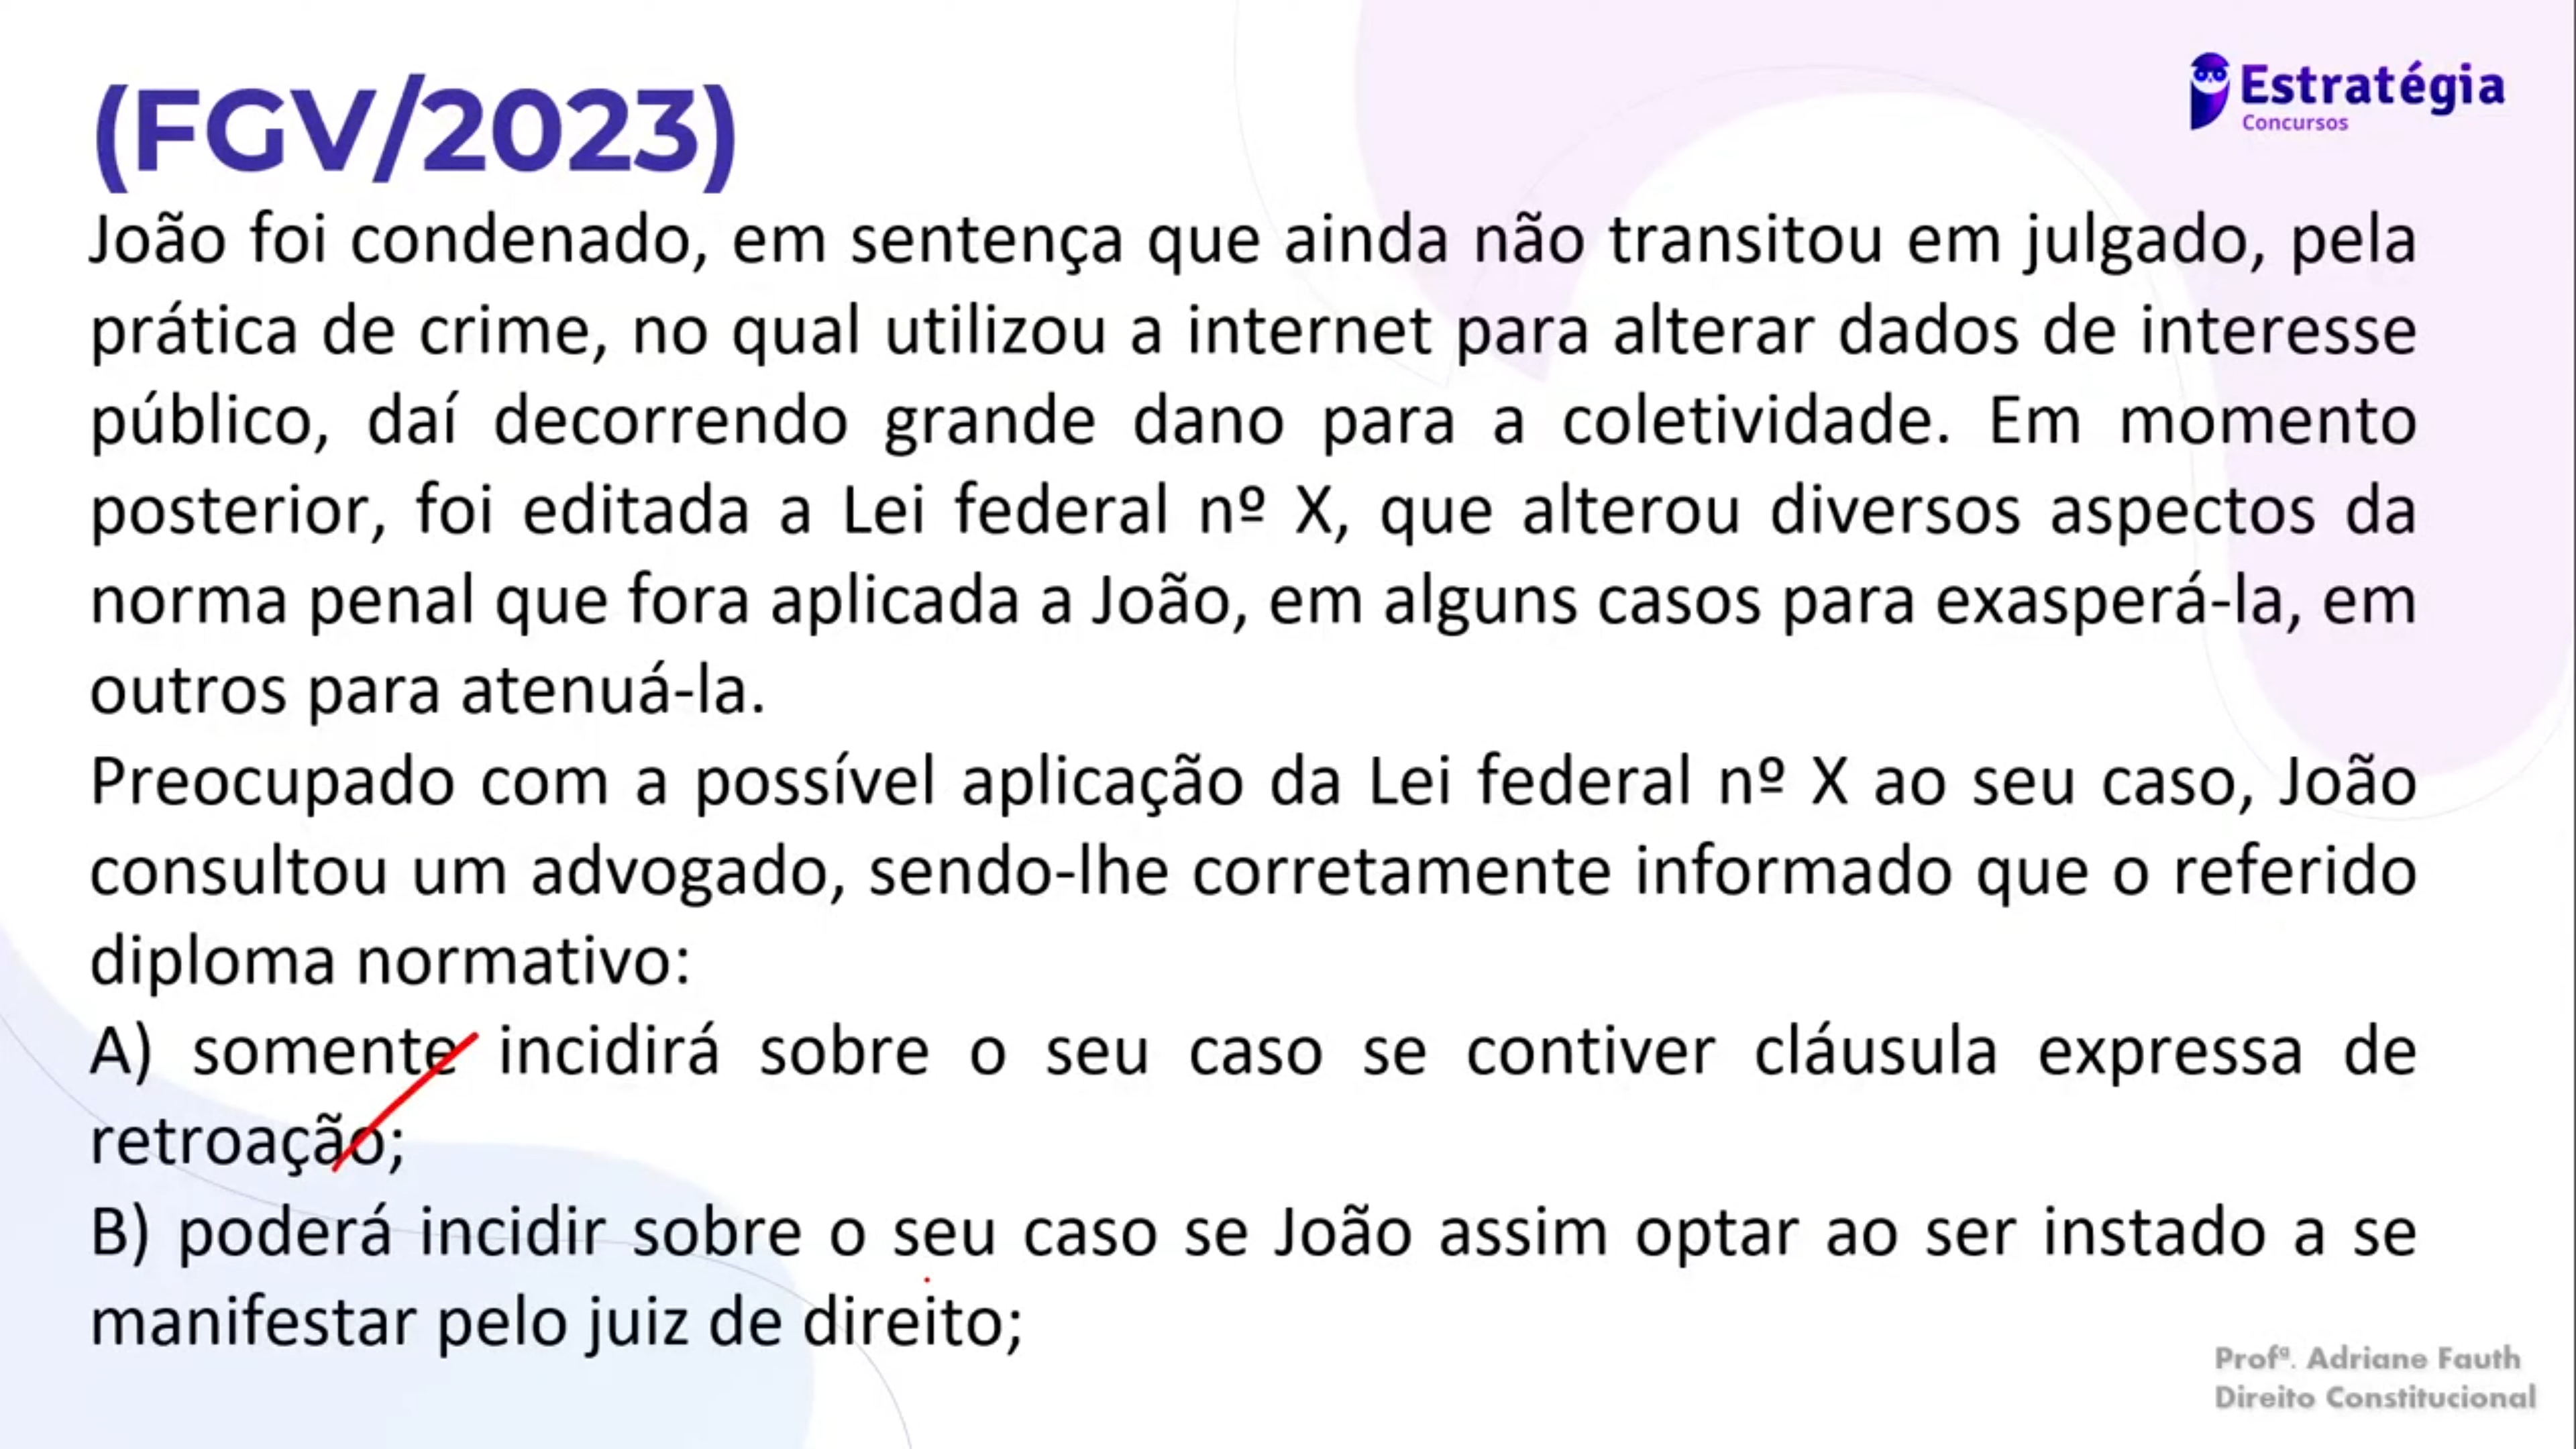 (FGV/2023)
Estratégia
Concursos
João foi condenado, em sentença que ainda não transitou em julgado, pela
prática de crime, no qual utilizou a internet para alterar dados de interesse
público, daí decorrendo grande dano para a coletividade. Em momento
posterior, foi editada a Lei federal nº X, que alterou diversos aspectos da
norma penal que fora aplicada a João, em alguns casos para exasperá-la, em
outros para atenuá-la.
Preocupado com a possível aplicação da Lei federal nº X ao seu caso, João
consultou um advogado, sendo-lhe corretamente informado que o referido
diploma normativo:
A) somente incidirá sobre o seu caso se contiver cláusula expressa de
retroação;
B) poderá incidir sobre o seu caso se João assim optar ao ser instado a se
manifestar pelo juiz de direito;
Profª. Adriane Fauth
Direito Constitucional